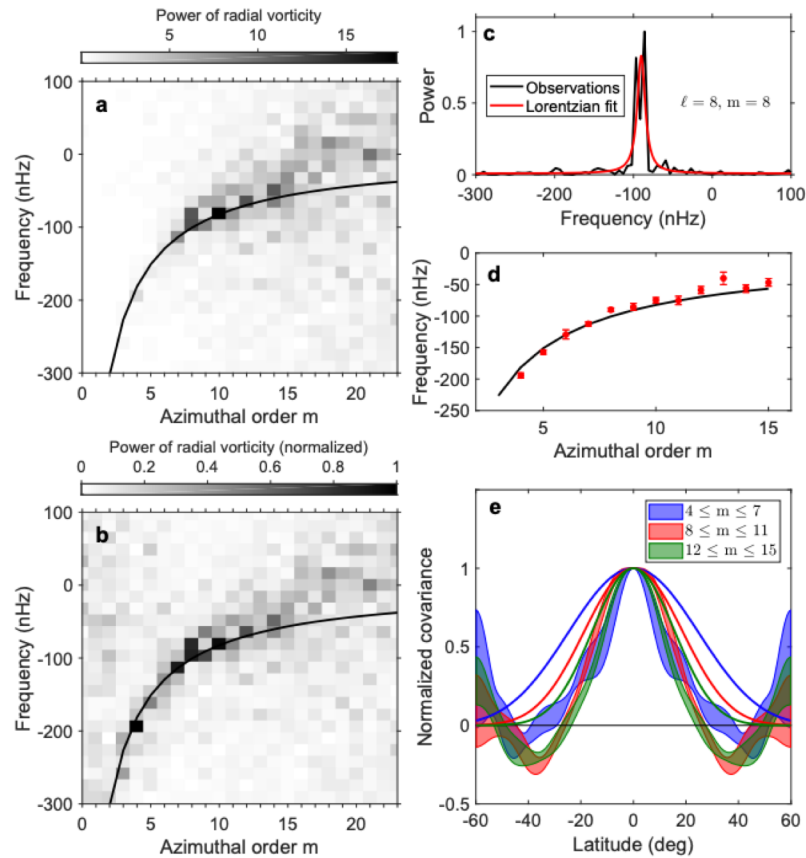 Power of radial vorticity
5 10 15
a
100
0
-100
-200
-300
Frequency (nHz)
0 5 10 15 20
Azimuthal order m
Power of radial vorticity (normalized)
0 0.2 0.4 0.6 0.8 1
b
100
0
-100
-200
-300
Frequency (nHz)
0 5 10 15 20
Azimuthal order m
c
1
0.5
0
Power
Observations
Lorentzian fit
ℓ = 8, m = 8
-300 -200 -100 0 100
Frequency (nHz)
d
0
-50
-100
-150
-200
-250
Frequency (nHz)
5 10 15
Azimuthal order m
e
4 ≤ m ≤ 7
8 ≤ m ≤ 11
12 ≤ m ≤ 15
1
0.5
0
-0.5
Normalized covariance
-60 -40 -20 0 20 40 60
Latitude (deg)